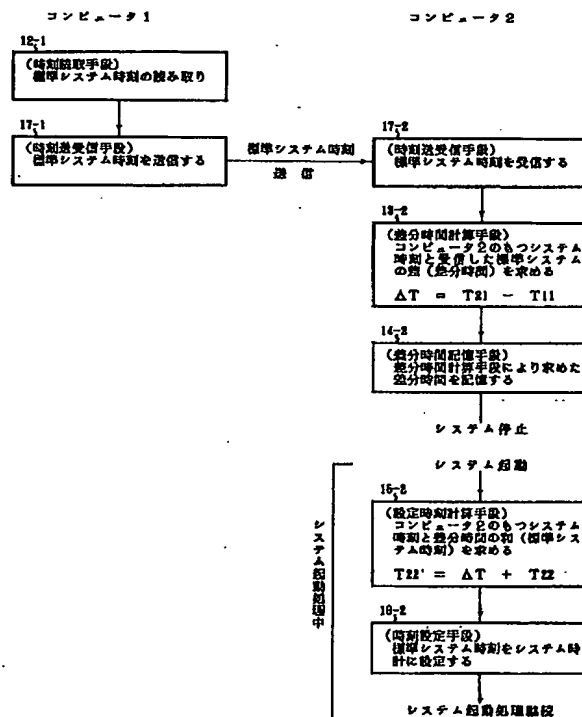 コンピュータ1
コンピュータ2
12-1
(時刻読取手段)
標準システム時刻の読み取り
17-1
(時刻送受信手段)
標準システム時刻を送信する
標準システム時刻
送信
17-2
(時刻送受信手段)
標準システム時刻を受信する
13-2
(差分時間計算手段)
コンピュータ2のもつシステム
時刻と受信した標準システム
の差(差分時間)を求める
ΔT = T21 - T11
14-2
(差分時間記憶手段)
差分時間計算手段により求めた
差分時間を記憶する
システム停止
システム起動
システム起動処理中
15-2
(設定時刻計算手段)
コンピュータ2のもつシステム
時刻と差分時間の和(標準シス
テム時刻)を求める
T22' = ΔT + T22
16-2
(時刻設定手段)
標準システム時刻をシステム時
計に設定する
システム起動処理継続